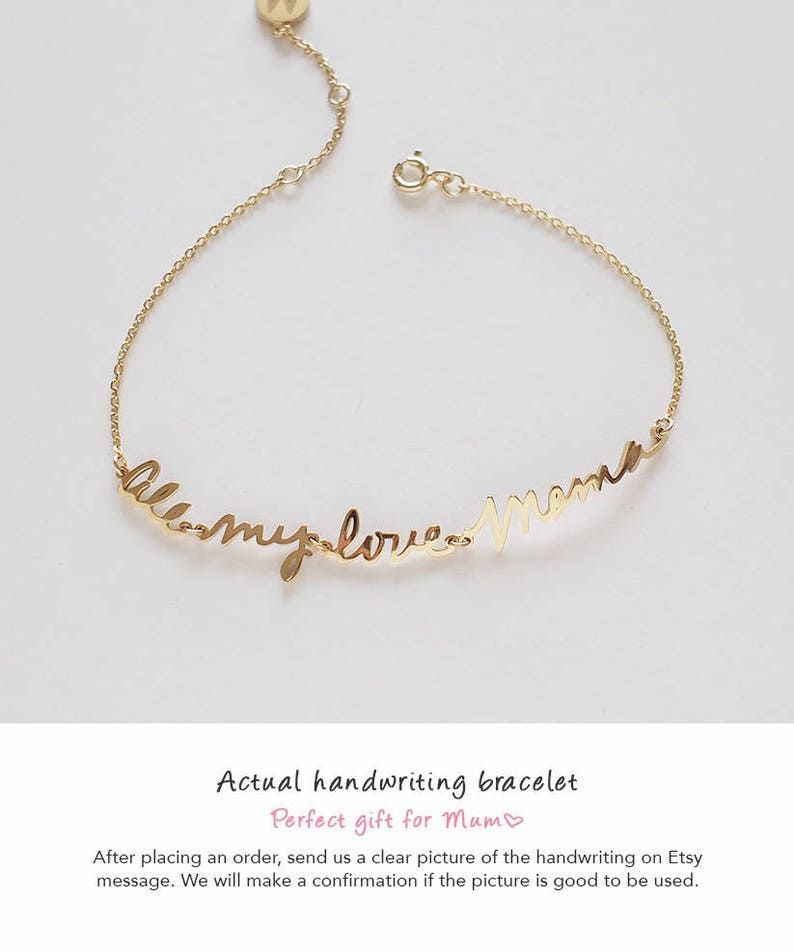 All my love Mama
Actual handwriting bracelet
Perfect gift for Mum♡
After placing an order, send us a clear picture of the handwriting on Etsy
message. We will make a confirmation if the picture is good to be used.